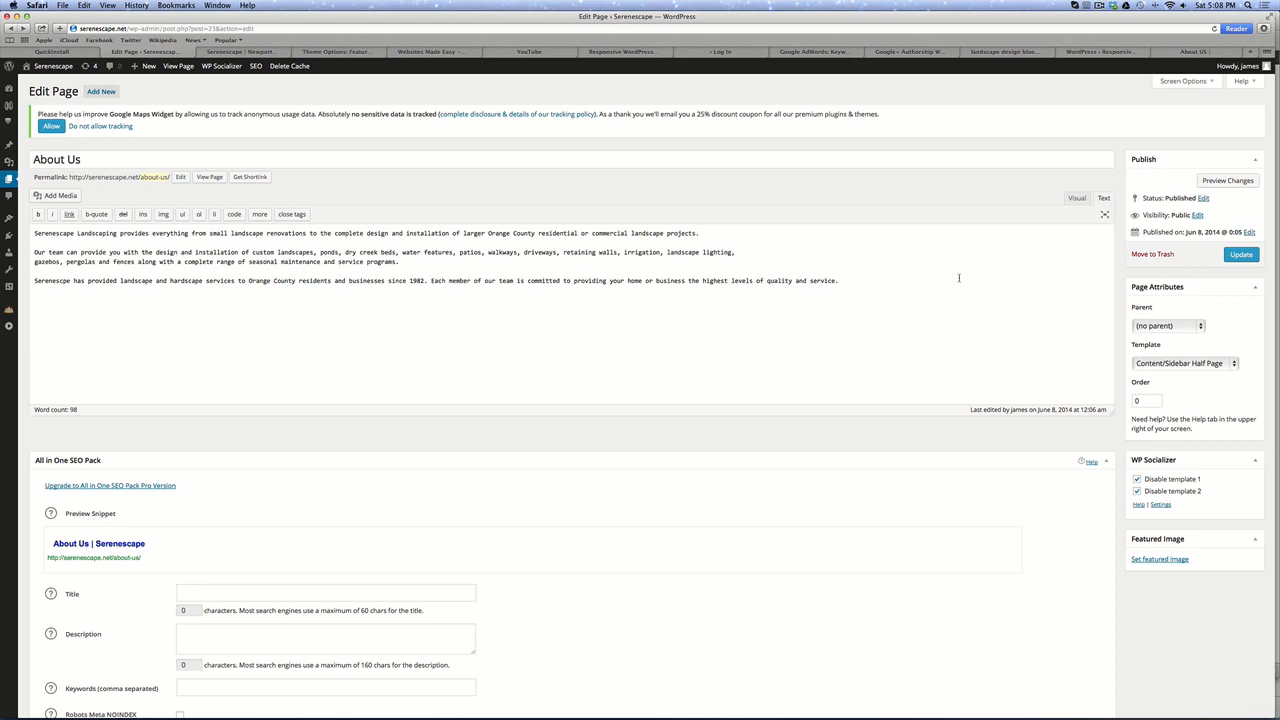 Safari File Edit View History Bookmarks Window Help Sat 5:08 PM
Edit Page ‹ Serenescape — WordPress
serenescape.net/wp-admin/post.php?post=23&action=edit Reader
Apple iCloud Facebook Twitter Wikipedia News Popular
QuickInstall Edit Page ‹ Serenescap... Serenescape | Newport... Theme Options: Featur... Websites Made Easy - ... YouTube Responsive WordPress... ‹ Log In Google AdWords: Keyw... Google+ Authorship W... landscape design blue... WordPress › Responsiv... About US |
Serenescape 4 0 New View Page WP Socializer SEO Delete Cache Howdy, james
Edit Page Add New Screen Options Help
Please help us improve Google Maps Widget by allowing us to track anonymous usage data. Absolutely no sensitive data is tracked (complete disclosure & details of our tracking policy). As a thank you we'll email you a 25% discount coupon for all our premium plugins & themes.
Allow Do not allow tracking
About Us
Permalink: http://serenescape.net/about-us/ Edit View Page Get Shortlink
Add Media Visual Text
b i link b-quote del ins img ul ol li code more close tags
Serenescape Landscaping provides everything from small landscape renovations to the complete design and installation of larger Orange County residential or commercial landscape projects.
Our team can provide you with the design and installation of custom landscapes, ponds, dry creek beds, water features, patios, walkways, driveways, retaining walls, irrigation, landscape lighting,
gazebos, pergolas and fences along with a complete range of seasonal maintenance and service programs.
Serenescpe has provided landscape and hardscape services to Orange County residents and businesses since 1982. Each member of our team is committed to providing your home or business the highest levels of quality and service.
Word count: 98 Last edited by james on June 8, 2014 at 12:06 am
Publish
Preview Changes
Status: Published Edit
Visibility: Public Edit
Published on: Jun 8, 2014 @ 0:05 Edit
Move to Trash Update
Page Attributes
Parent
(no parent)
Template
Content/Sidebar Half Page
Order
0
Need help? Use the Help tab in the upper
right of your screen.
WP Socializer
Disable template 1
Disable template 2
Help | Settings
Featured Image
Set featured image
All in One SEO Pack Help
Upgrade to All in One SEO Pack Pro Version
Preview Snippet
About Us | Serenescape
http://serenescape.net/about-us/
Title
0 characters. Most search engines use a maximum of 60 chars for the title.
Description
0 characters. Most search engines use a maximum of 160 chars for the description.
Keywords (comma separated)
Robots Meta NOINDEX